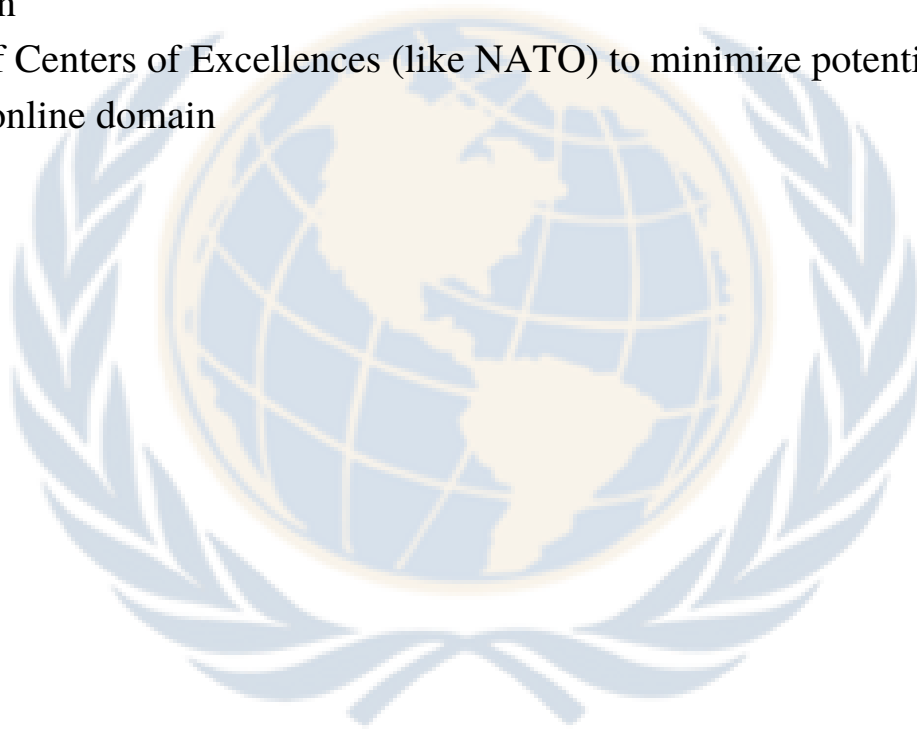 f Centers of Excellences (like NATO) to minimize potenti
online domain